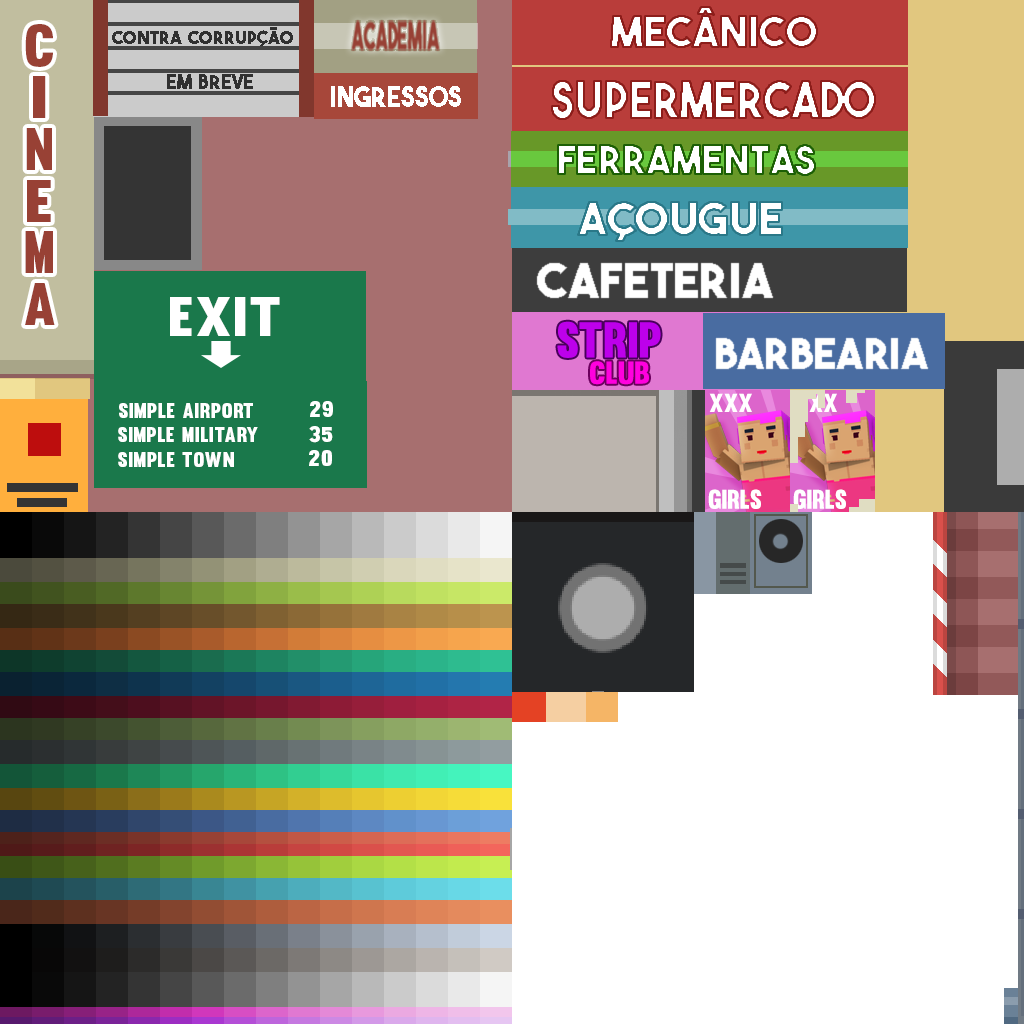 CINEMA
CONTRA CORRUPÇÃO
EM BREVE
ACADEMIA
INGRESSOS
EXIT
SIMPLE AIRPORT 29
SIMPLE MILITARY 35
SIMPLE TOWN 20
MECÂNICO
SUPERMERCADO
FERRAMENTAS
AÇOUGUE
CAFETERIA
STRIP
CLUB
BARBEARIA
XXX
GIRLS
XX
GIRLS